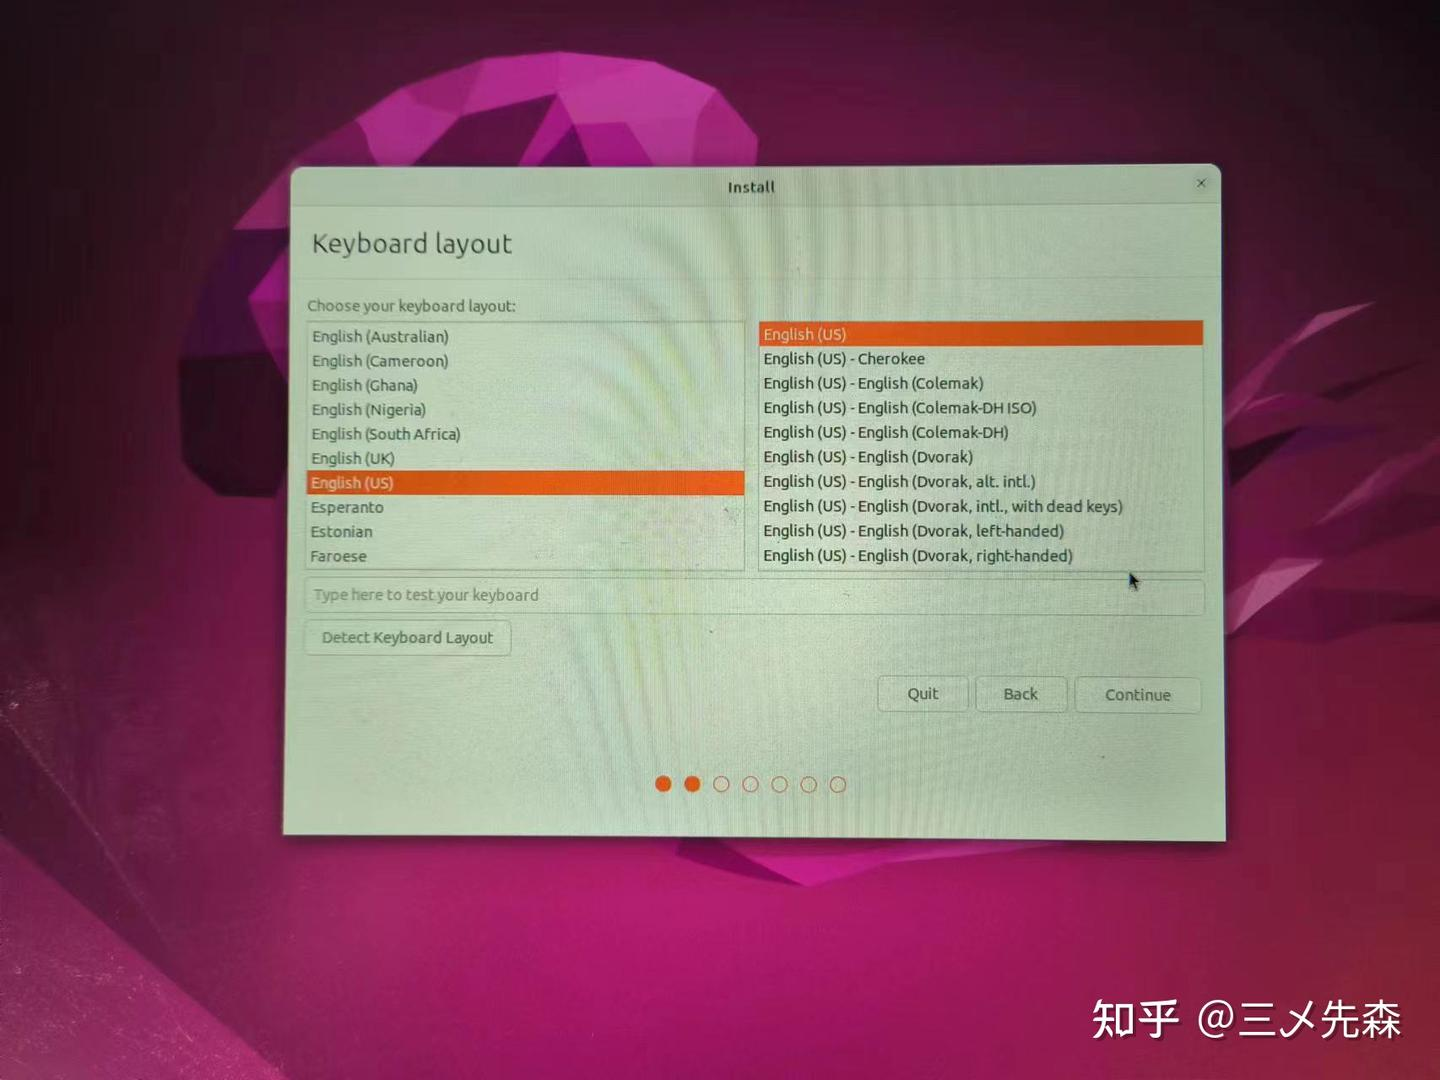 Install
Keyboard layout
Choose your keyboard layout:
English (Australian)
English (Cameroon)
English (Ghana)
English (Nigeria)
English (South Africa)
English (UK)
English (US)
Esperanto
Estonian
Faroese
English (US)
English (US) - Cherokee
English (US) - English (Colemak)
English (US) - English (Colemak-DH ISO)
English (US) - English (Colemak-DH)
English (US) - English (Dvorak)
English (US) - English (Dvorak, alt. intl.)
English (US) - English (Dvorak, intl., with dead keys)
English (US) - English (Dvorak, left-handed)
English (US) - English (Dvorak, right-handed)
Type here to test your keyboard
Detect Keyboard Layout
Quit
Back
Continue
知乎 @三乄先森